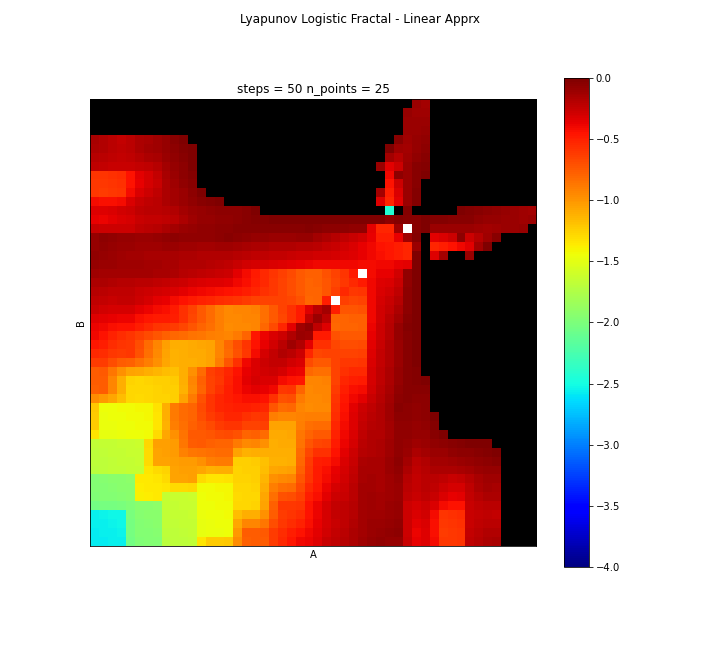 Lyapunov Logistic Fractal - Linear Apprx
steps = 50 n_points = 25
0.0
−0.5
−1.0
−1.5
−2.0
−2.5
−3.0
−3.5
−4.0
B
A